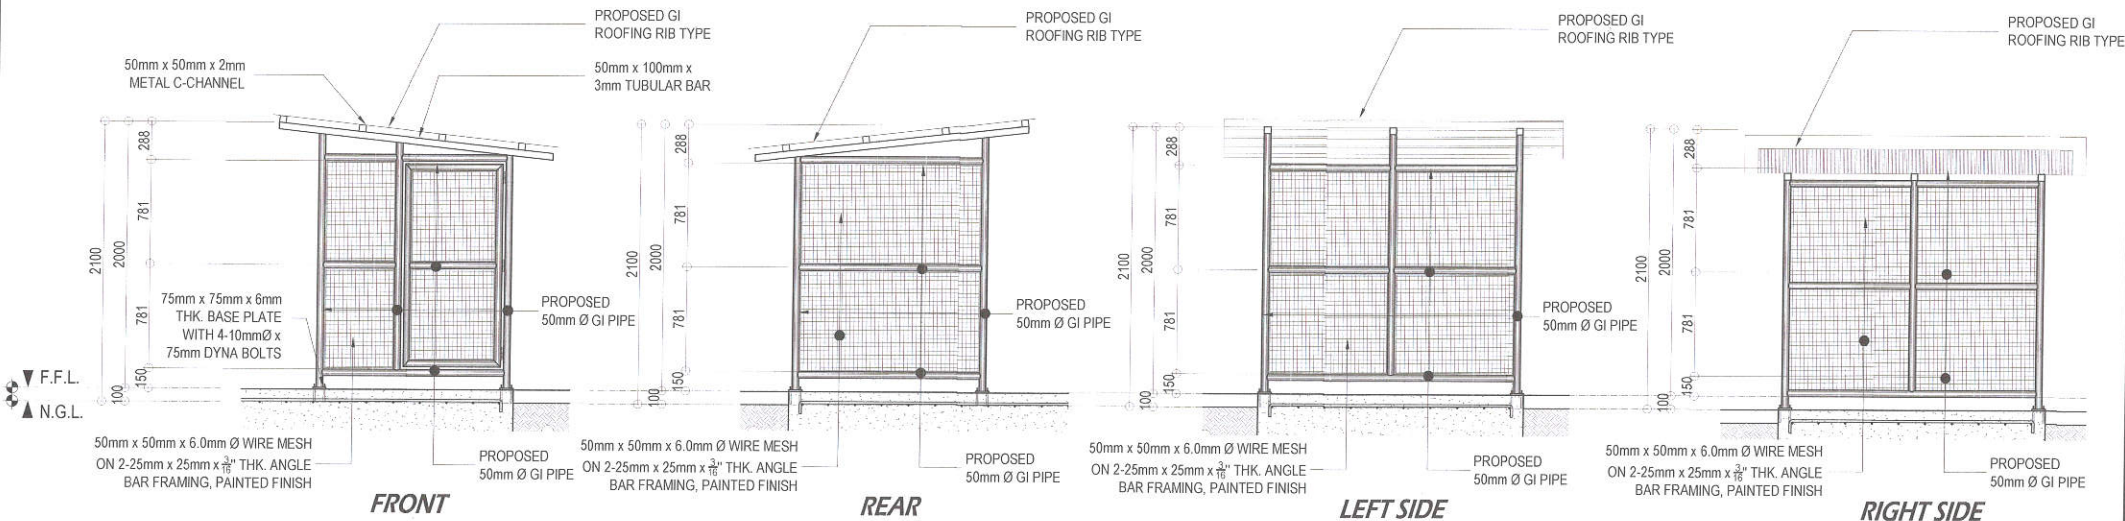 PROPOSED GI
ROOFING RIB TYPE
50mm x 50mm x 2mm
METAL C-CHANNEL
50mm x 100mm x
3mm TUBULAR BAR
288
781
781
150
2000
100
2100
75mm x 75mm x 6mm
THK. BASE PLATE
WITH 4-10mmØ x
75mm DYNA BOLTS
PROPOSED
50mm Ø GI PIPE
F.F.L.
N.G.L.
50mm x 50mm x 6.0mm Ø WIRE MESH
ON 2-25mm x 25mm x 3/16" THK. ANGLE
BAR FRAMING, PAINTED FINISH
PROPOSED
50mm Ø GI PIPE
FRONT
PROPOSED GI
ROOFING RIB TYPE
288
781
781
150
2000
100
2100
PROPOSED
50mm Ø GI PIPE
50mm x 50mm x 6.0mm Ø WIRE MESH
ON 2-25mm x 25mm x 3/16" THK. ANGLE
BAR FRAMING, PAINTED FINISH
PROPOSED
50mm Ø GI PIPE
REAR
PROPOSED GI
ROOFING RIB TYPE
288
781
781
150
2000
100
2100
PROPOSED
50mm Ø GI PIPE
50mm x 50mm x 6.0mm Ø WIRE MESH
ON 2-25mm x 25mm x 3/16" THK. ANGLE
BAR FRAMING, PAINTED FINISH
PROPOSED
50mm Ø GI PIPE
LEFT SIDE
PROPOSED GI
ROOFING RIB TYPE
288
781
781
150
2000
100
2100
50mm x 50mm x 6.0mm Ø WIRE MESH
ON 2-25mm x 25mm x 3/16" THK. ANGLE
BAR FRAMING, PAINTED FINISH
PROPOSED
50mm Ø GI PIPE
RIGHT SIDE